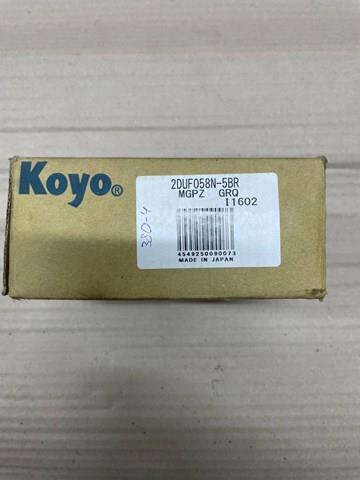 Koyo®
2DUF058N-5BR
MGPZ GRQ
I1602
4549250090073
MADE IN JAPAN
380-4